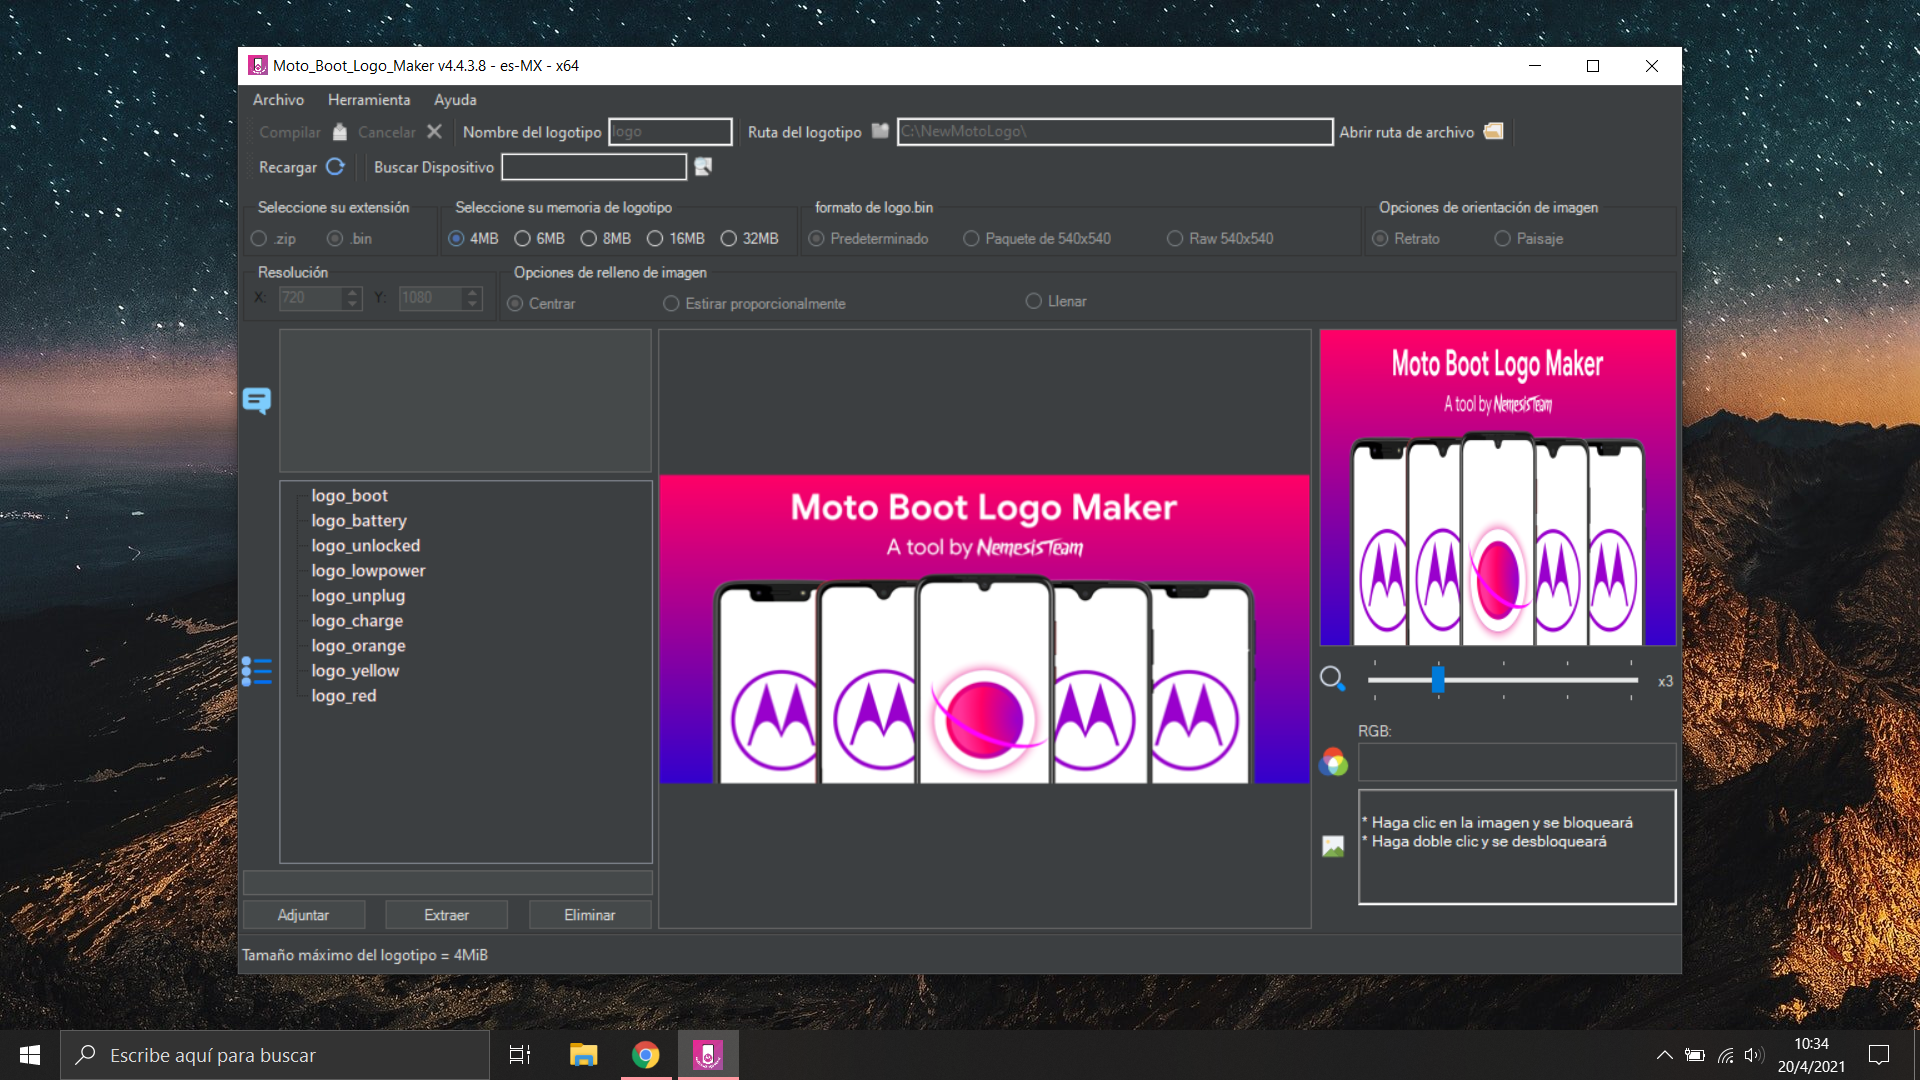 Moto_Boot_Logo_Maker v4.4.3.8 - es-MX - x64
Archivo Herramienta Ayuda
Compilar Cancelar Nombre del logotipo logo Ruta del logotipo C:\NewMotoLogo\ Abrir ruta de archivo
Recargar Buscar Dispositivo
Seleccione su extensión Seleccione su memoria de logotipo formato de logo.bin Opciones de orientación de imagen
.zip .bin 4MB 6MB 8MB 16MB 32MB Predeterminado Paquete de 540x540 Raw 540x540 Retrato Paisaje
Resolución Opciones de relleno de imagen
X: 720 Y: 1080 Centrar Estirar proporcionalmente Llenar
logo_boot
logo_battery
logo_unlocked
logo_lowpower
logo_unplug
logo_charge
logo_orange
logo_yellow
logo_red
Adjuntar Extraer Eliminar
Moto Boot Logo Maker
A tool by NemesisTeam
Moto Boot Logo Maker
A tool by NemesisTeam
x3
RGB:
* Haga clic en la imagen y se bloqueará
* Haga doble clic y se desbloqueará
Tamaño máximo del logotipo = 4MiB
Escribe aquí para buscar
10:34
20/4/2021